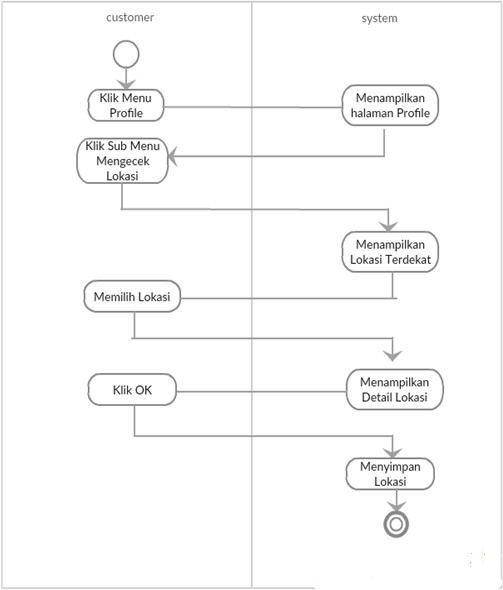 customer
system
Klik Menu
Profile
Menampilkan
halaman Profile
Klik Sub Menu
Mengecek
Lokasi
Menampilkan
Lokasi Terdekat
Memilih Lokasi
Menampilkan
Detail Lokasi
Klik OK
Menyimpan
Lokasi